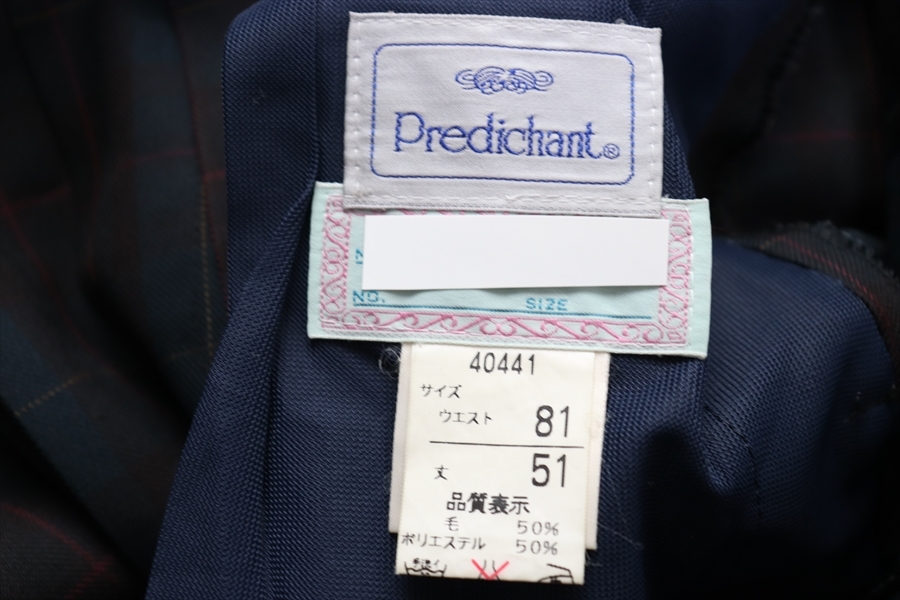 Predichant®
NO. SIZE
40441
サイズ
ウエスト 81
丈 51
品質表示
毛 50%
ポリエステル 50%